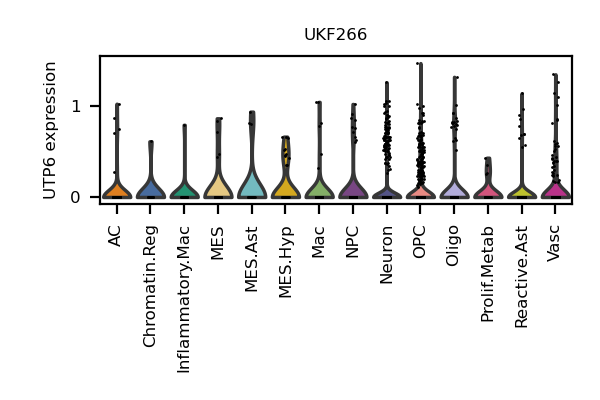 UKF266
UTP6 expression
1
0
AC
Chromatin.Reg
Inflammatory.Mac
MES
MES.Ast
MES.Hyp
Mac
NPC
Neuron
OPC
Oligo
Prolif.Metab
Reactive.Ast
Vasc